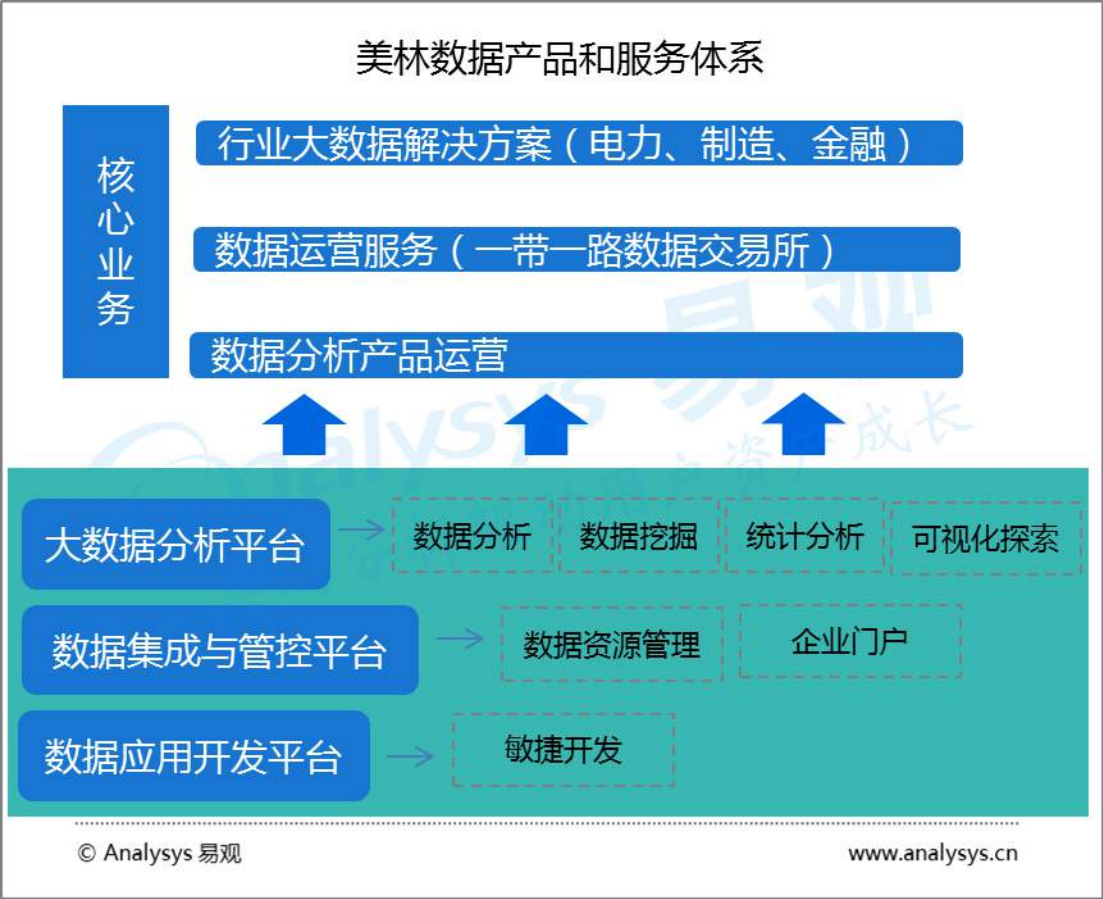 美林数据产品和服务体系
核心业务
行业大数据解决方案（电力、制造、金融）
数据运营服务（一带一路数据交易所）
数据分析产品运营
大数据分析平台
数据分析
数据挖掘
统计分析
可视化探索
数据集成与管控平台
数据资源管理
企业门户
数据应用开发平台
敏捷开发
© Analysys 易观
www.analysys.cn
Analysys 易观